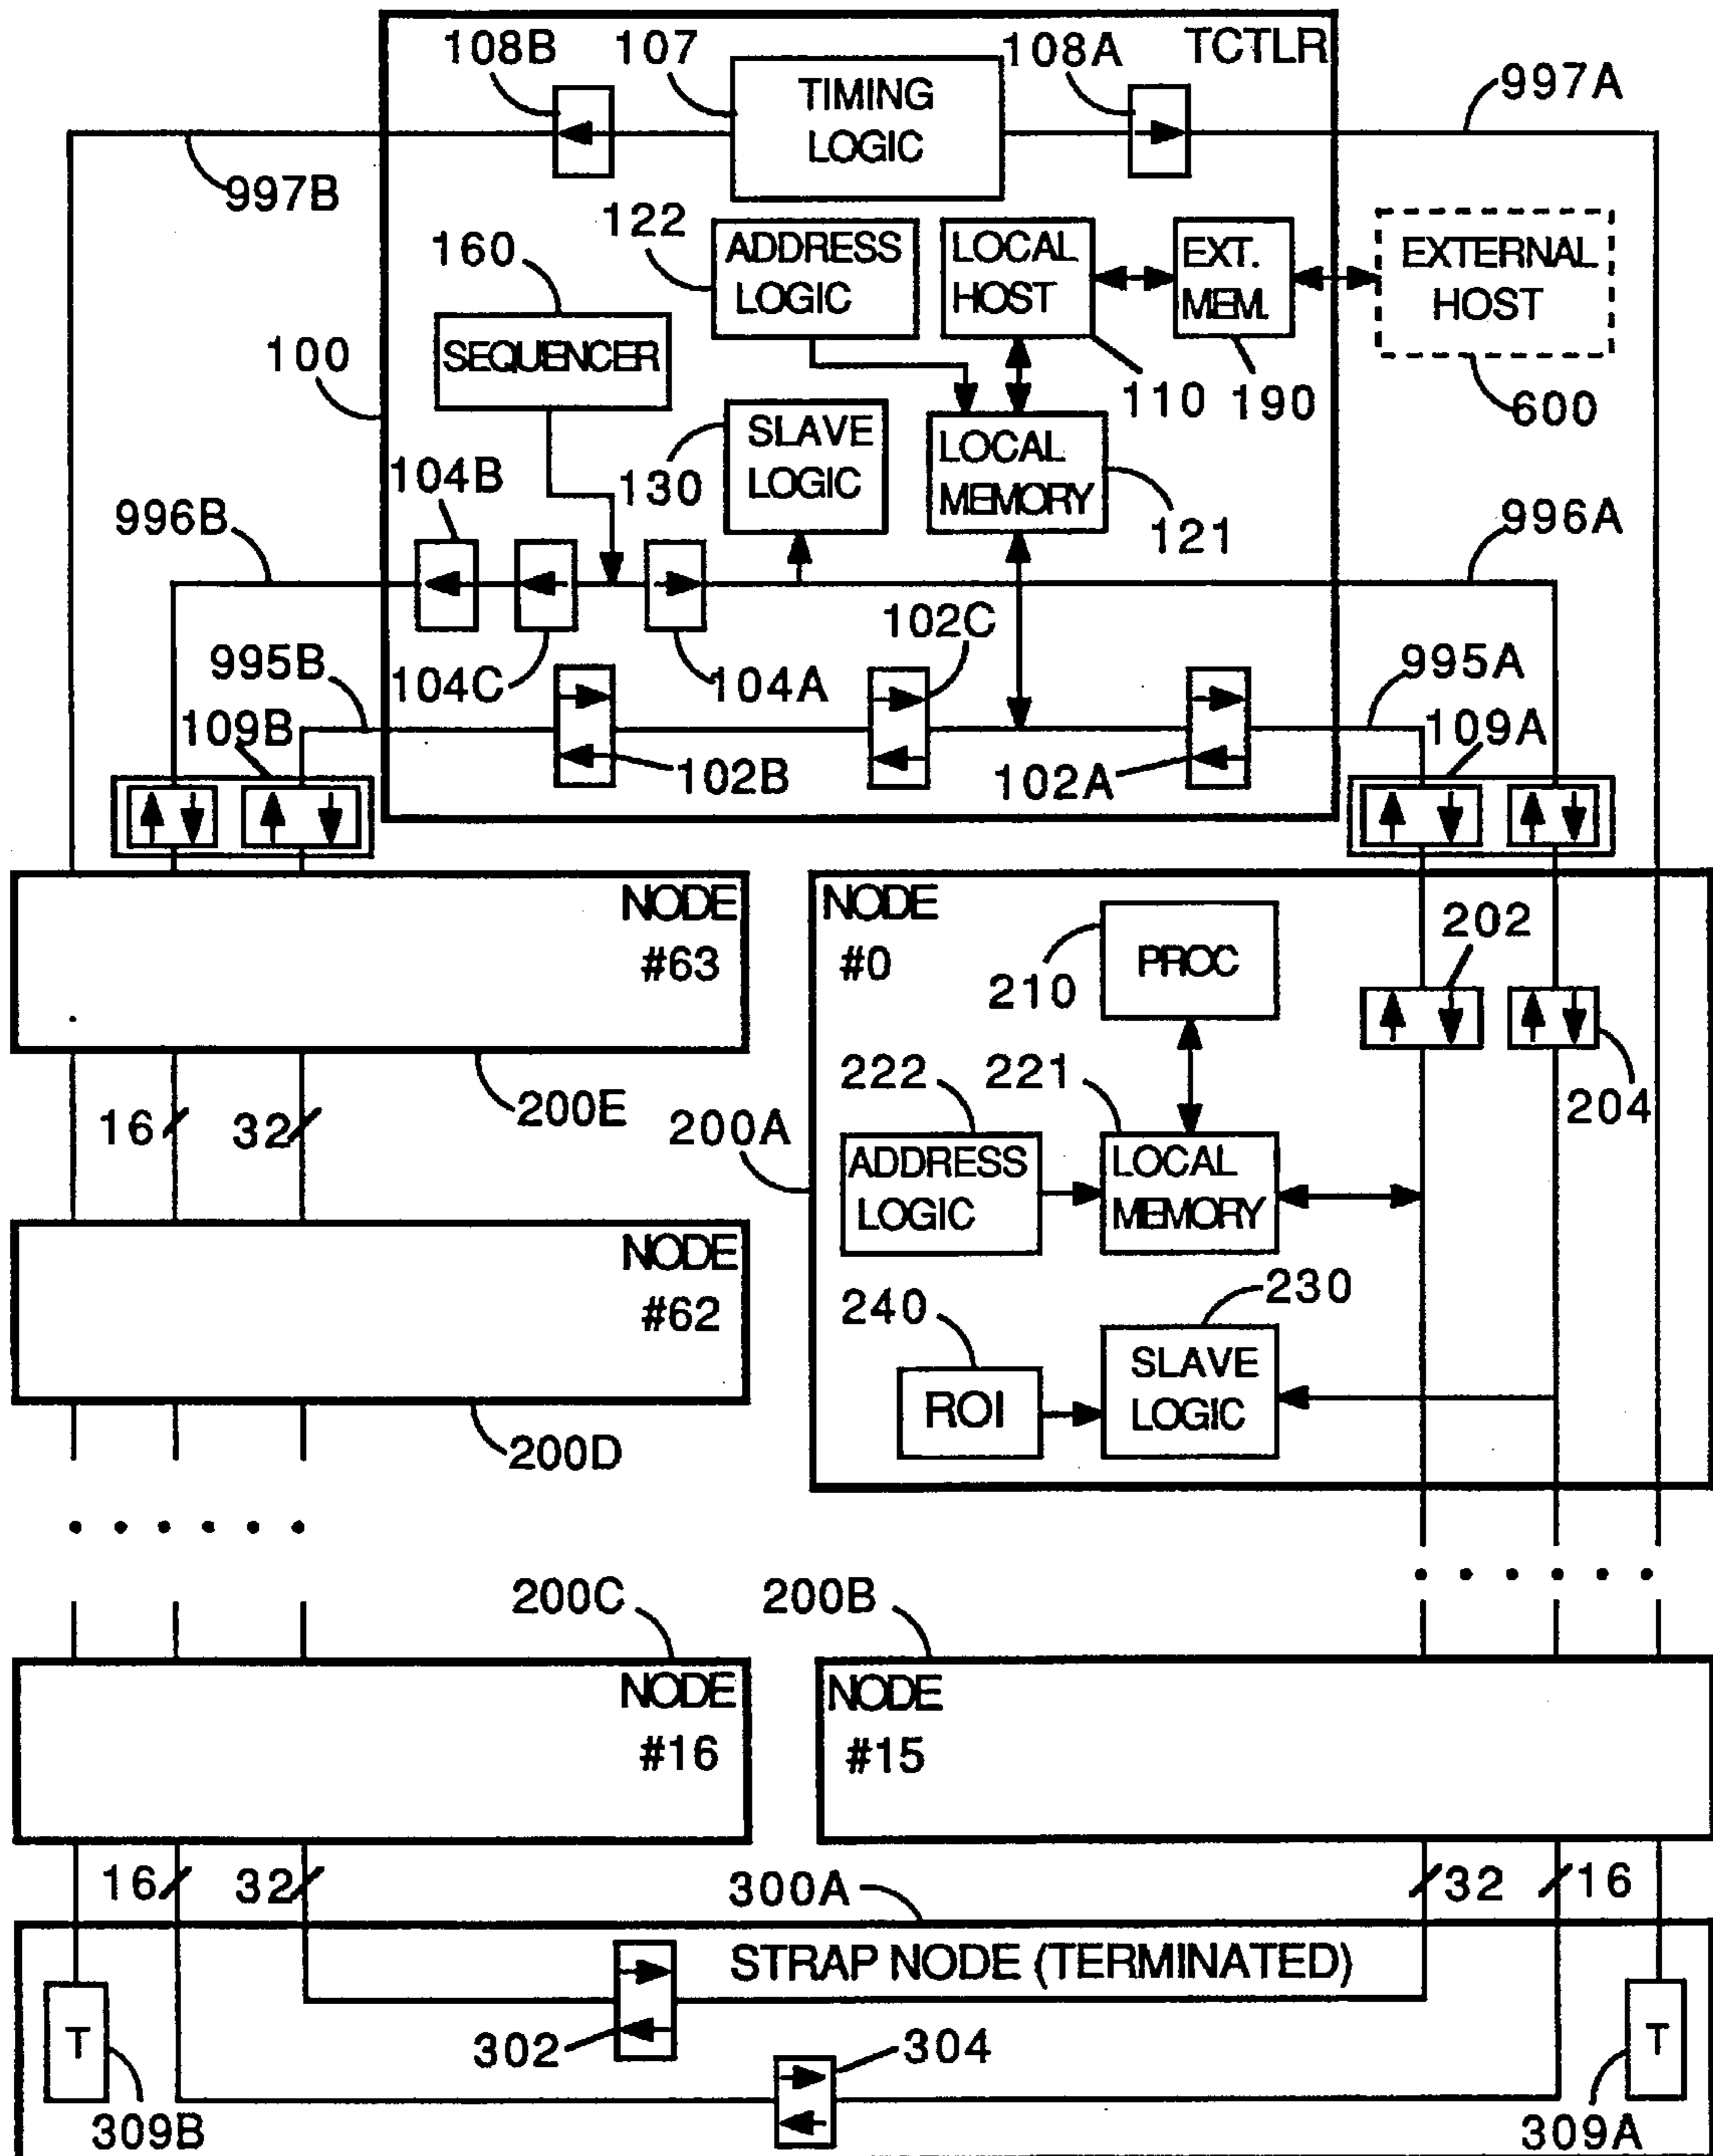 108B 107 108A TCTLR
TIMING
LOGIC
997A
997B
122
160
ADDRESS
LOGIC
LOCAL
HOST
EXT.
MEM.
EXTERNAL
HOST
100
SEQUENCER
110 190
600
130
SLAVE
LOGIC
LOCAL
MEMORY
104B
996B
121
996A
102C
995B
104C
104A
995A
109B
102B
102A
109A
NODE
#63
NODE
#0
210
PROC
202
204
200E
16 32
200A
222 221
ADDRESS
LOGIC
LOCAL
MEMORY
NODE
#62
240
230
ROI
SLAVE
LOGIC
200D
200C
200B
NODE
#16
NODE
#15
16 32
300A
32 16
STRAP NODE (TERMINATED)
T
302
304
T
309B
309A